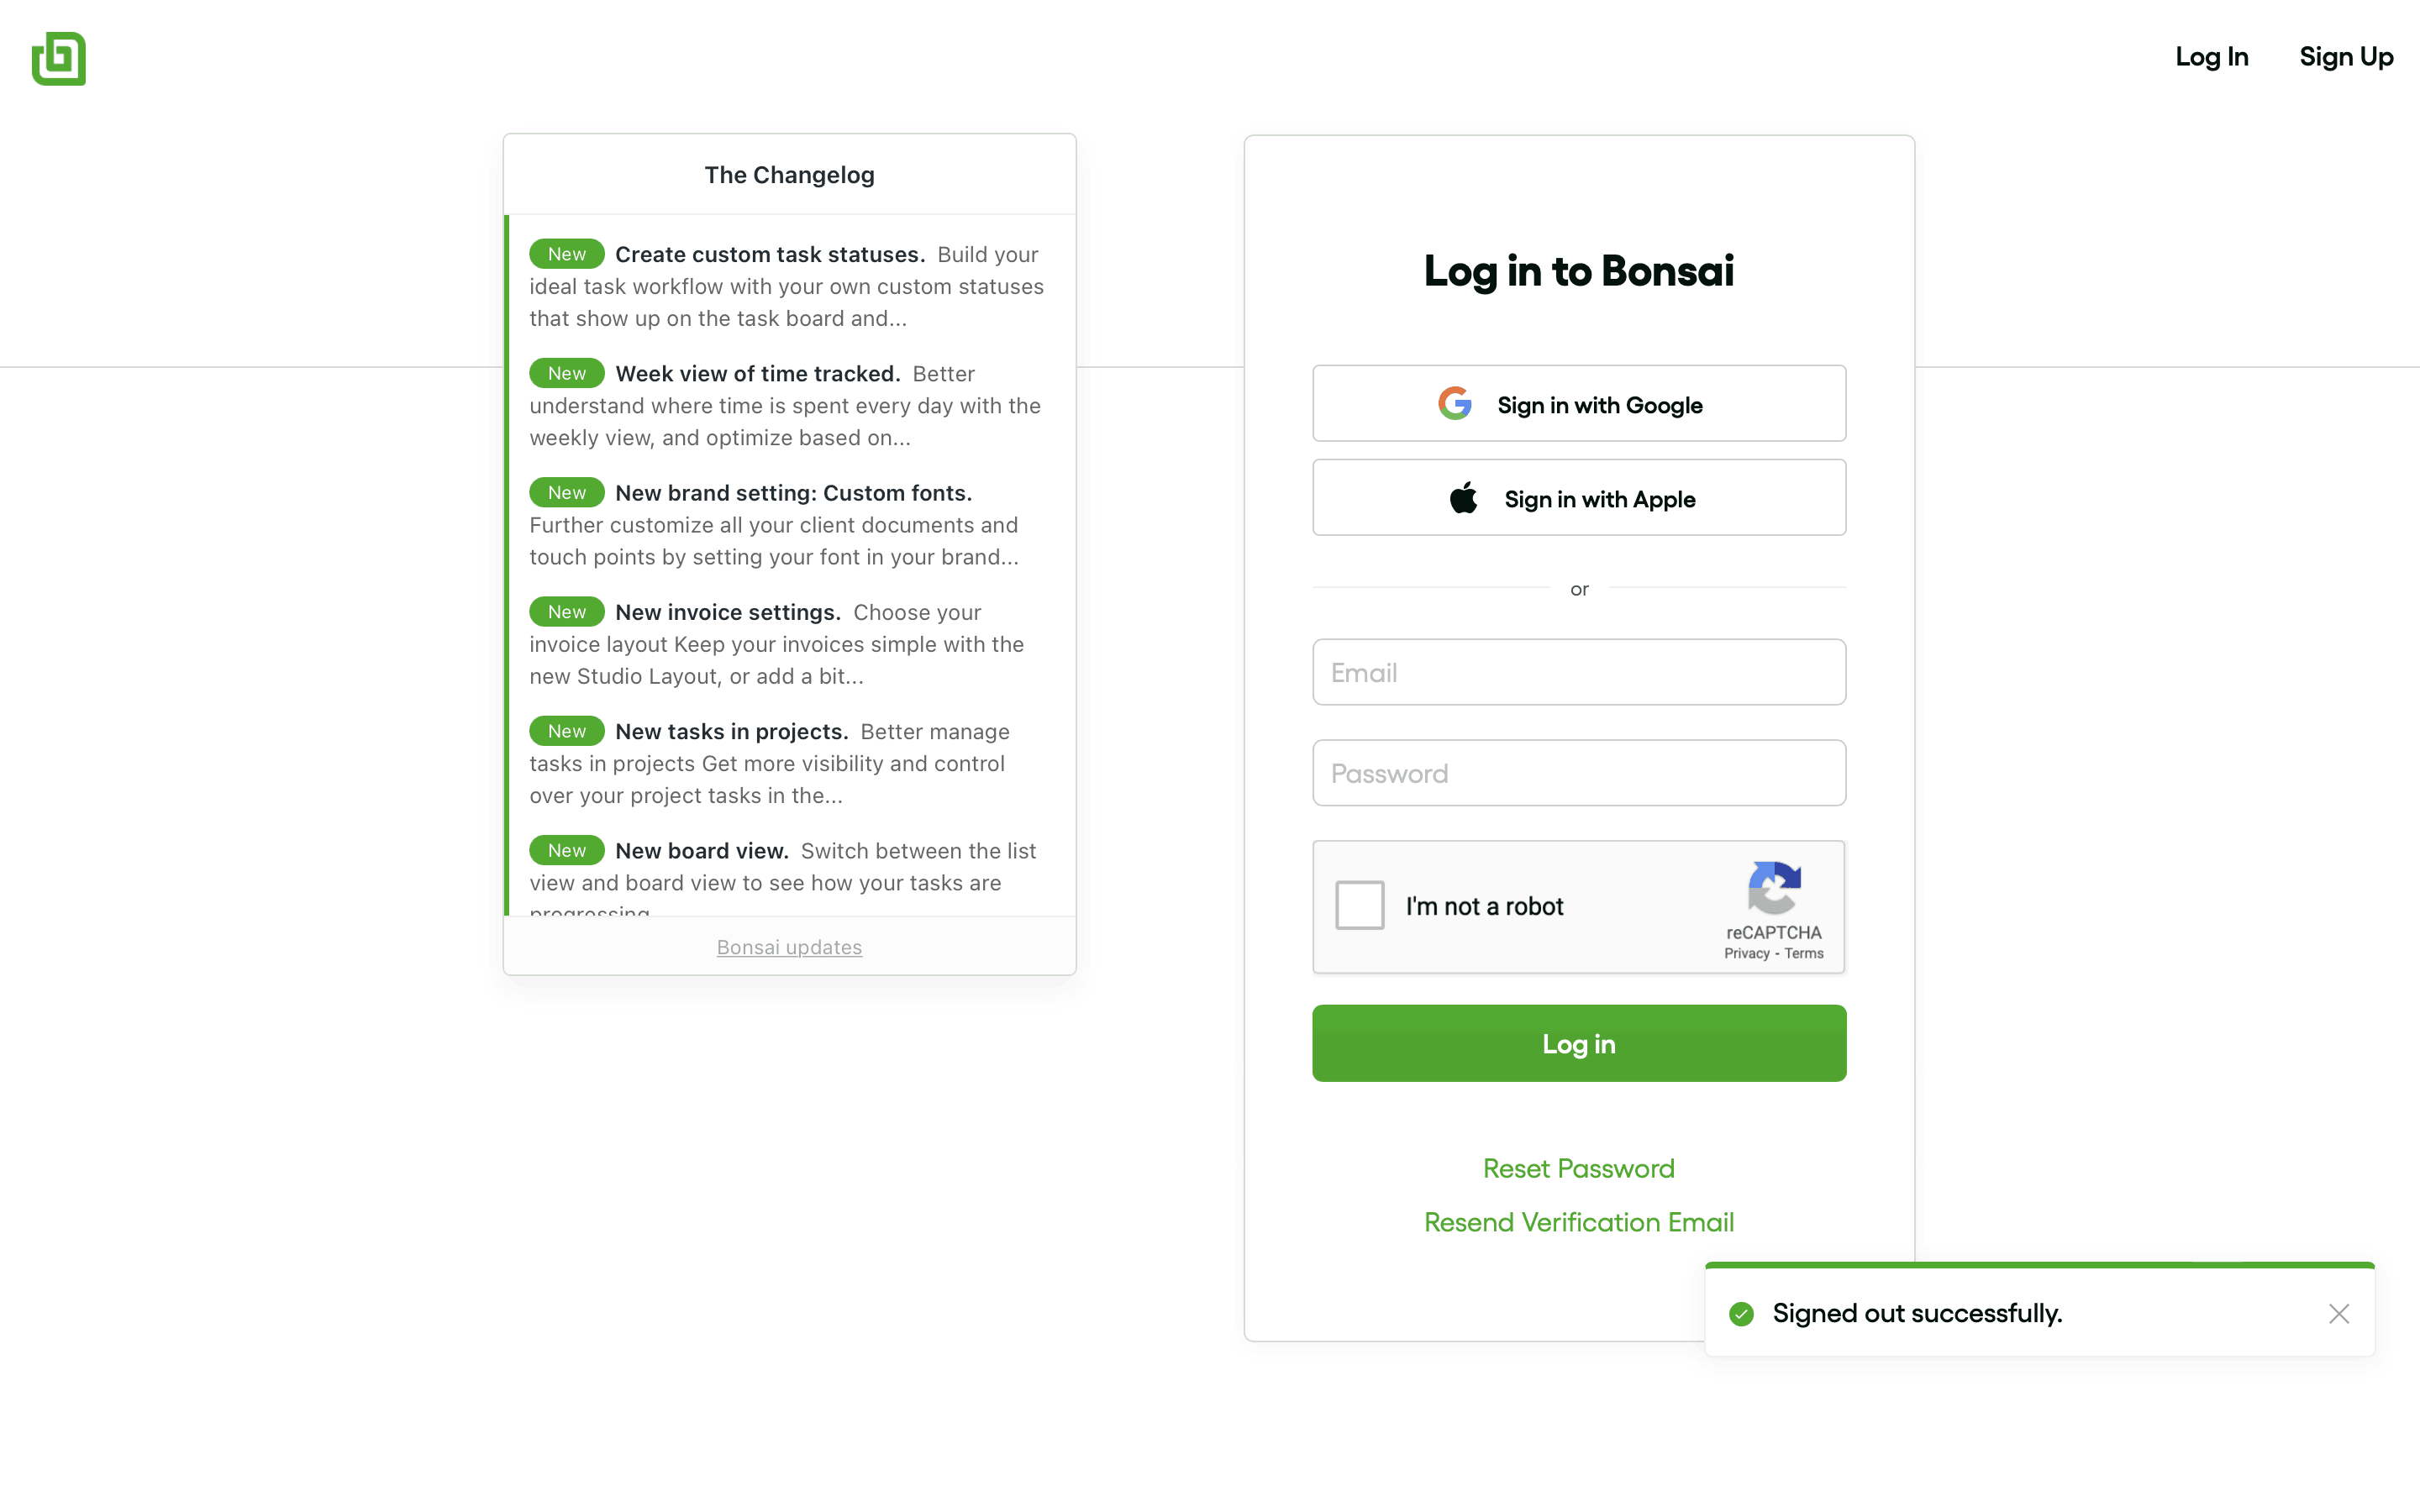 Log In
Sign Up
The Changelog
New Create custom task statuses. Build your
ideal task workflow with your own custom statuses
that show up on the task board and...
New Week view of time tracked. Better
understand where time is spent every day with the
weekly view, and optimize based on...
New New brand setting: Custom fonts.
Further customize all your client documents and
touch points by setting your font in your brand...
New New invoice settings. Choose your
invoice layout Keep your invoices simple with the
new Studio Layout, or add a bit...
New New tasks in projects. Better manage
tasks in projects Get more visibility and control
over your project tasks in the...
New New board view. Switch between the list
view and board view to see how your tasks are
progressing
Bonsai updates
Log in to Bonsai
Sign in with Google
Sign in with Apple
or
Email
Password
I'm not a robot
reCAPTCHA
Privacy - Terms
Log in
Reset Password
Resend Verification Email
Signed out successfully.